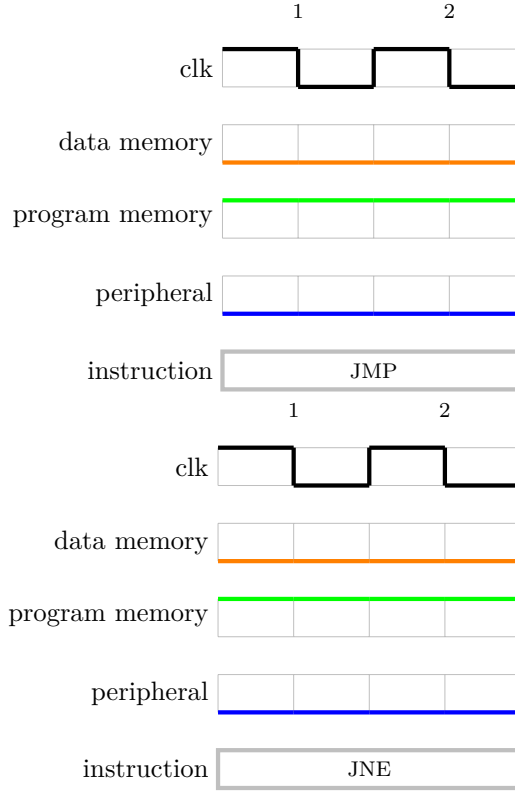 1 2
clk
data memory
program memory
peripheral
instruction JMP
1 2
clk
data memory
program memory
peripheral
instruction JNE